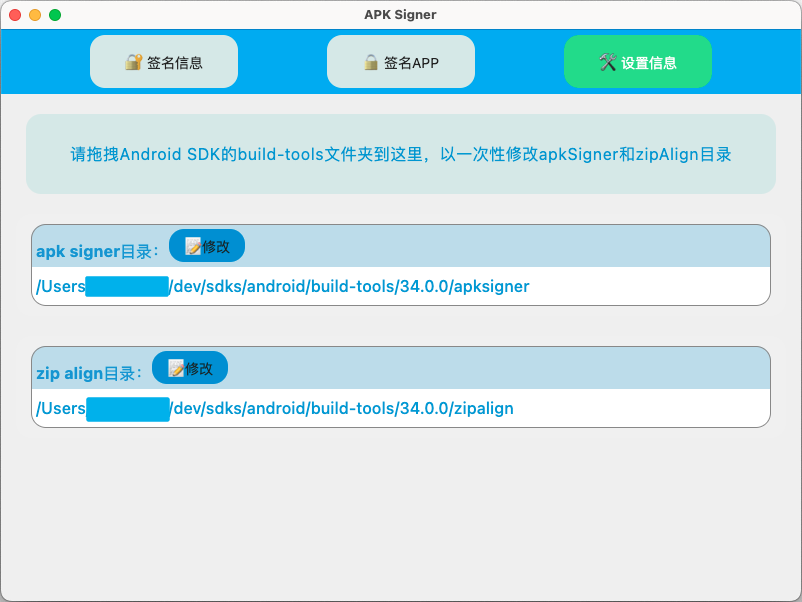 APK Signer
签名信息
签名APP
设置信息
请拖拽Android SDK的build-tools文件夹到这里，以一次性修改apkSigner和zipAlign目录
apk signer目录： 修改
/Users/dev/sdks/android/build-tools/34.0.0/apksigner
zip align目录： 修改
/Users/dev/sdks/android/build-tools/34.0.0/zipalign